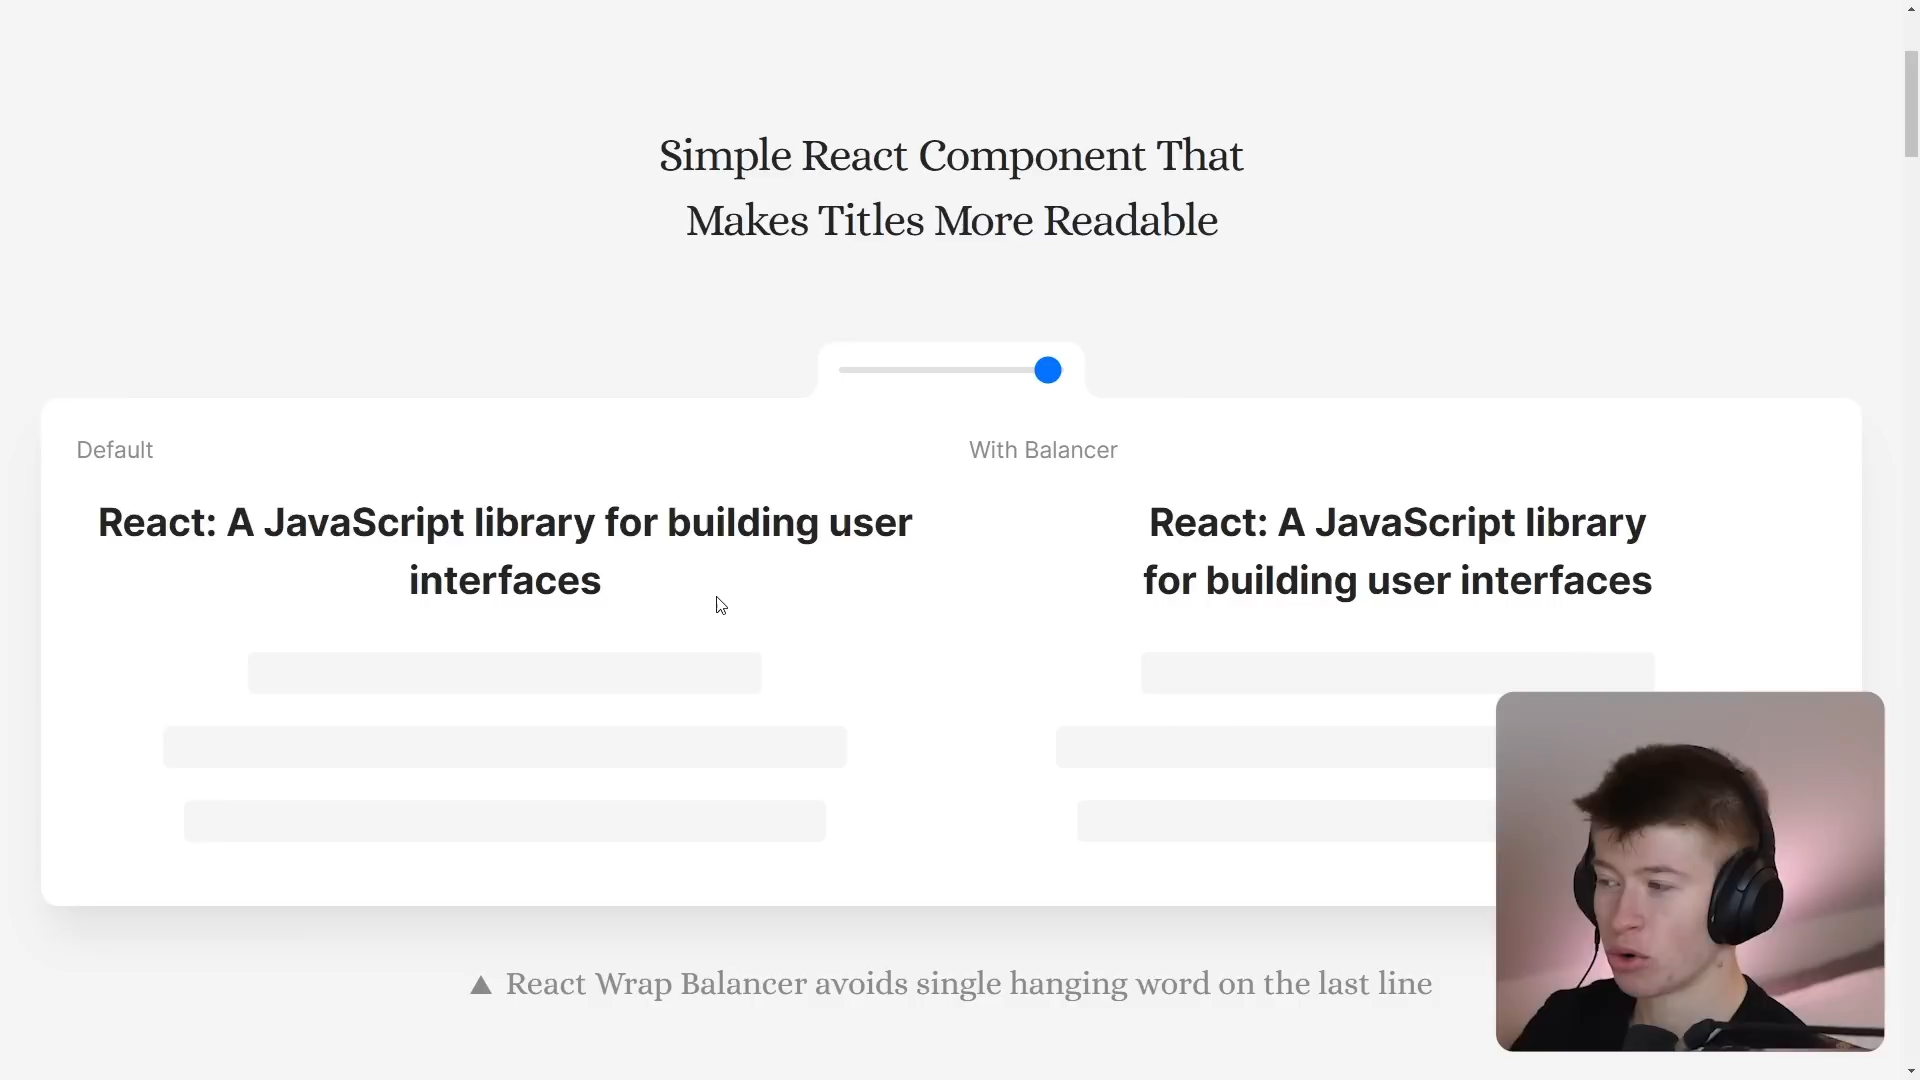 Simple React Component That
Makes Titles More Readable
Default
React: A JavaScript library for building user
interfaces
With Balancer
React: A JavaScript library
for building user interfaces
▲ React Wrap Balancer avoids single hanging word on the last line